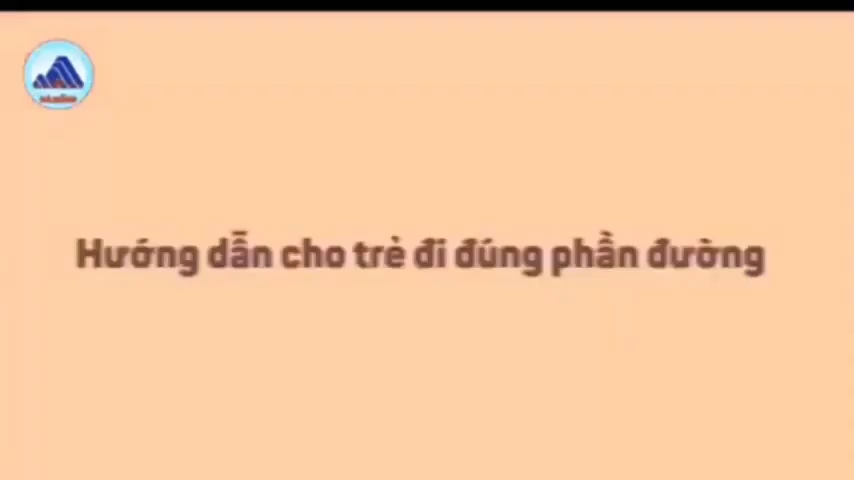 Hướng dẫn cho trẻ đi đúng phần đường